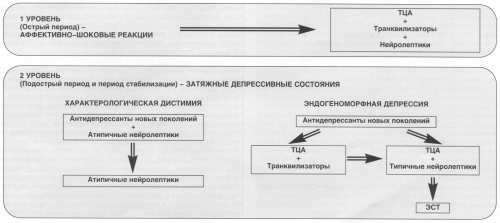 1 УРОВЕНЬ
(Острый период) –
АФФЕКТИВНО–ШОКОВЫЕ РЕАКЦИИ
ТЦА
+
Транквилизаторы
+
Нейролептики
2 УРОВЕНЬ
(Подострый период и период стабилизации) – ЗАТЯЖНЫЕ ДЕПРЕССИВНЫЕ СОСТОЯНИЯ
ХАРАКТЕРОЛОГИЧЕСКАЯ ДИСТИМИЯ
Антидепрессанты новых поколений
+
Атипичные нейролептики
Атипичные нейролептики
ЭНДОГЕНОМОРФНАЯ ДЕПРЕССИЯ
Антидепрессанты новых поколений
ТЦА
+
Транквилизаторы
ТЦА
+
Типичные нейролептики
ЭСТ